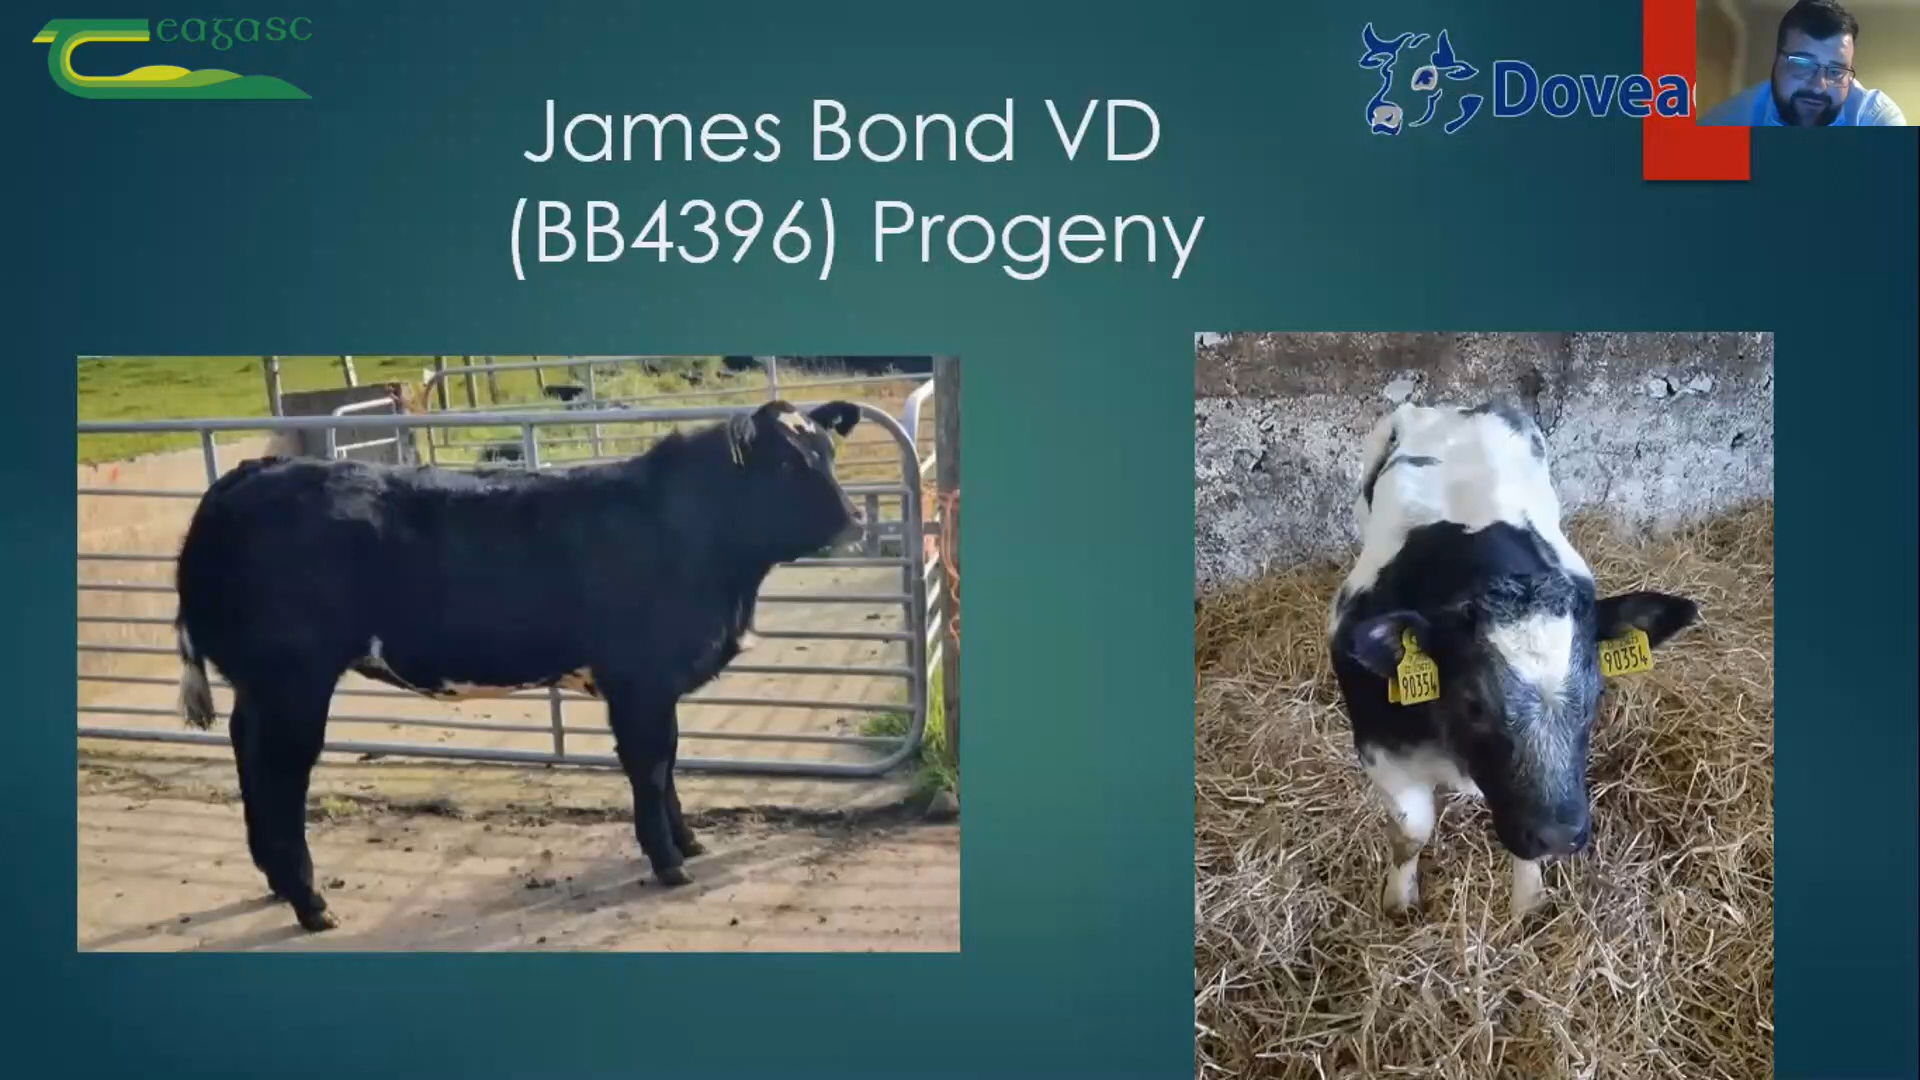 eagasc
Dovea
James Bond VD
(BB4396) Progeny
90354
90354